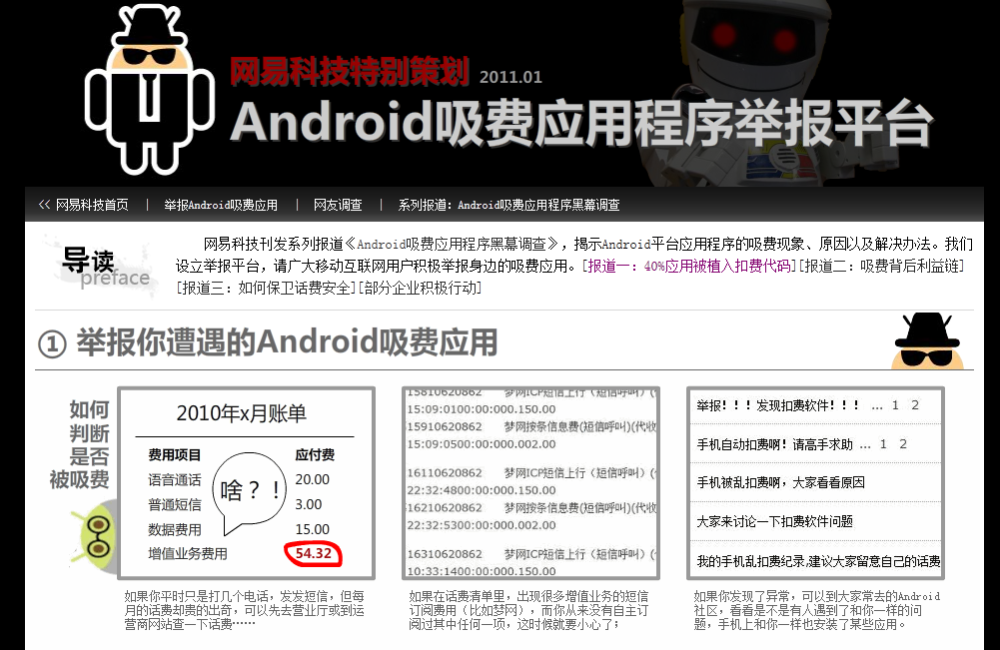 网易科技特别策划 2011.01
Android吸费应用程序举报平台
<< 网易科技首页 | 举报Android吸费应用 | 网友调查 | 系列报道：Android吸费应用程序黑幕调查
导读
preface
网易科技刊发系列报道《Android吸费应用程序黑幕调查》，揭示Android平台应用程序的吸费现象、原因以及解决办法。我们
设立举报平台，请广大移动互联网用户积极举报身边的吸费应用。[报道一：40%应用被植入扣费代码][报道二：吸费背后利益链]
[报道三：如何保卫话费安全][部分企业积极行动]
① 举报你遭遇的Android吸费应用
如何
判断
是否
被吸费
2010年x月账单
费用项目 应付费
语音通话 20.00
普通短信 3.00
数据费用 15.00
增值业务费用 54.32
啥？！
如果你平时只是打几个电话，发发短信，但每
月的话费却贵的出奇，可以先去营业厅或到运
营商网站查一下话费……
15810620862 梦网ICP短信上行（短信呼叫）(
15:09:0100:00:000.150.00
15910620862 梦网按条信息费(短信呼叫)(代收
15:09:0500:00:000.002.00
16110620862 梦网ICP短信上行（短信呼叫）(
22:32:4800:00:000.150.00
16210620862 梦网按条信息费(短信呼叫)(代收
22:32:5300:00:000.002.00
16310620862 梦网ICP短信上行（短信呼叫）(
10:33:1400:00:000.150.00
如果在话费清单里，出现很多增值业务的短信
订阅费用（比如梦网），而你从来没有自主订
阅过其中任何一项，这时候就要小心了；
举报！！！发现扣费软件！！！ ... 1 2
手机自动扣费啊！请高手求助 ... 1 2
手机被乱扣费啊，大家看看原因
大家来讨论一下扣费软件问题
我的手机乱扣费纪录,建议大家留意自己的话费
如果你发现了异常，可以到大家常去的Android
社区，看看是不是有人遇到了和你一样的问
题，手机上和你一样也安装了某些应用。